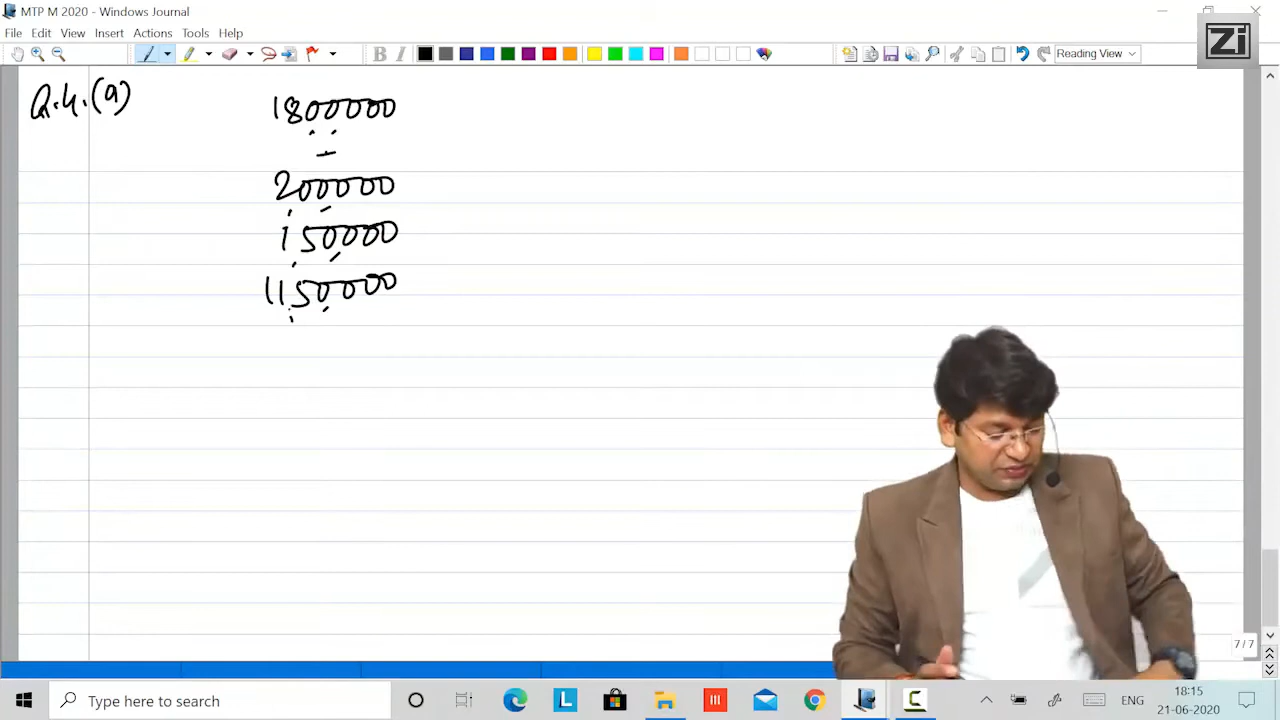 MTP M 2020 - Windows Journal
Zi
File Edit View Insert Actions Tools Help
B I Reading View
Q.4.(a)
1800000
200000
150000
1150000
7/7
Type here to search
L
ENG
18:15
21-06-2020